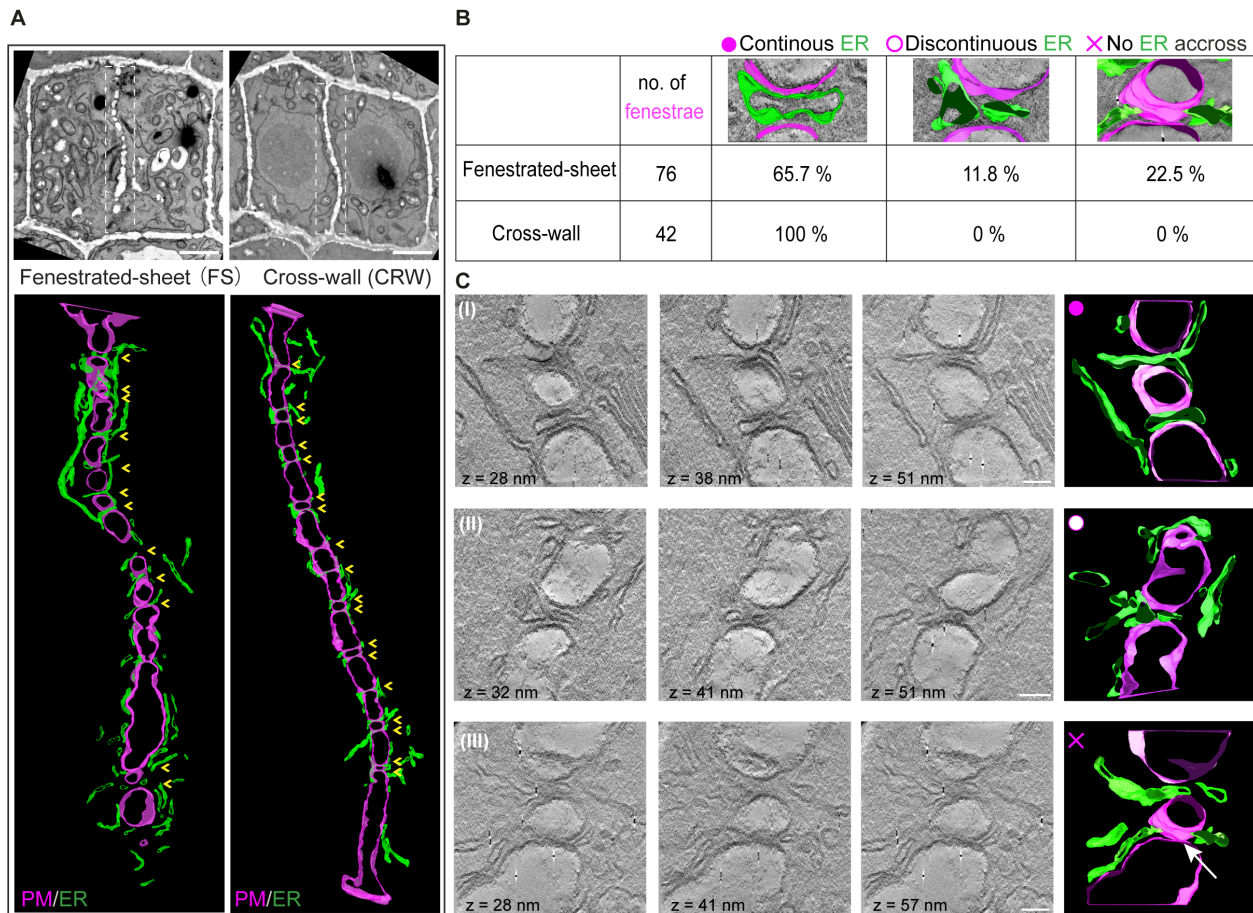 A
Fenestrated-sheet (FS)
Cross-wall (CRW)
PM/ER
PM/ER
B
Continous ER
Discontinuous ER
No ER accross
no. of
fenestrae
Fenestrated-sheet
76
65.7 %
11.8 %
22.5 %
Cross-wall
42
100 %
0 %
0 %
C
(I)
z = 28 nm
z = 38 nm
z = 51 nm
(II)
z = 32 nm
z = 41 nm
z = 51 nm
(III)
z = 28 nm
z = 41 nm
z = 57 nm